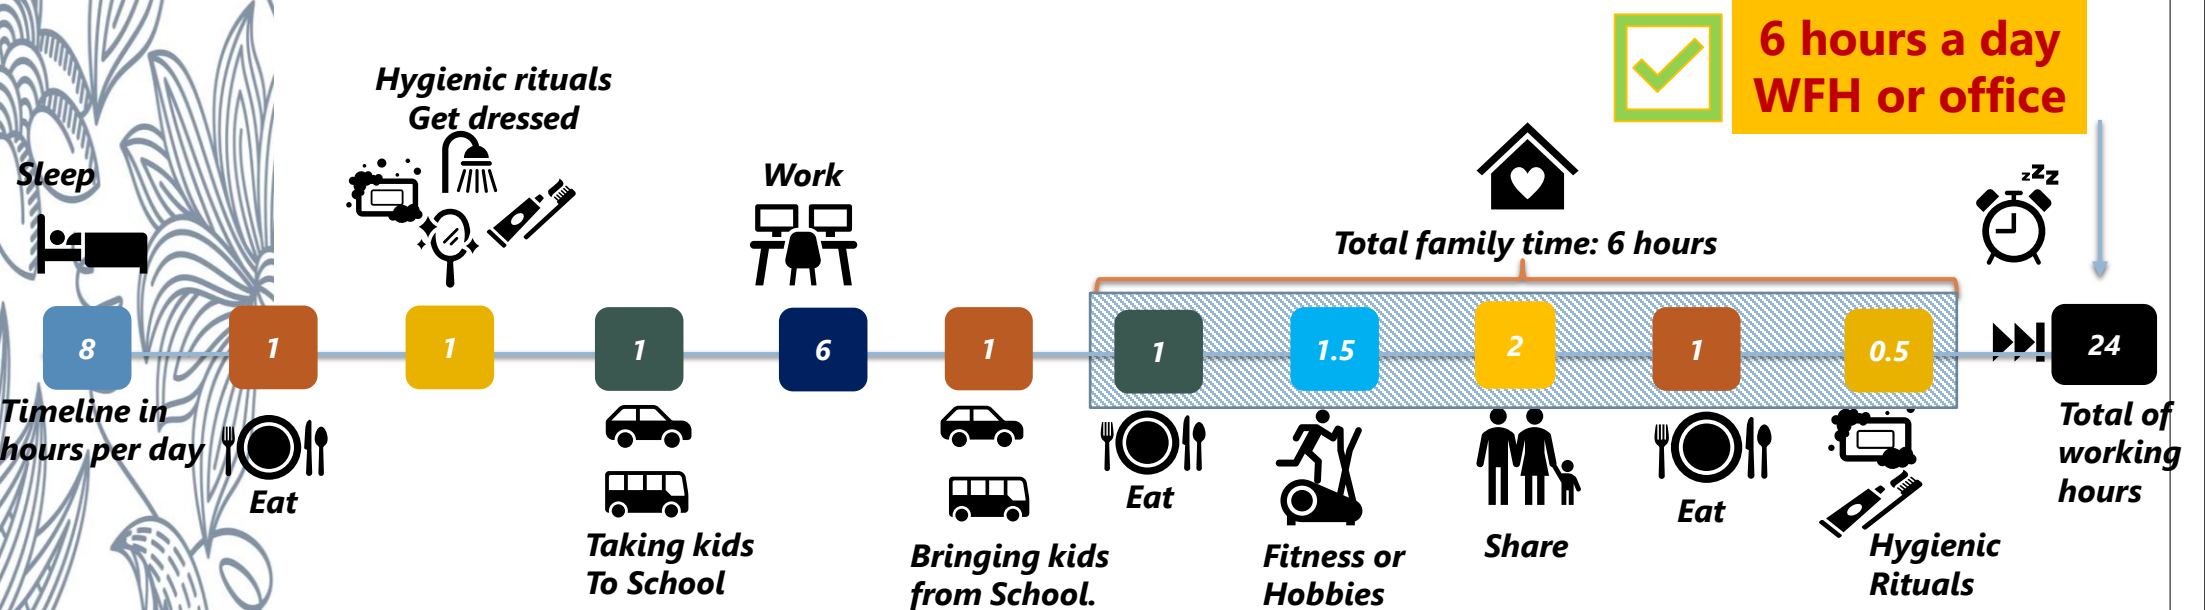 6 hours a day
WFH or office
Hygienic rituals
Get dressed
Sleep
Work
zzz
Total family time: 6 hours
8
1
1
1
6
1
1
1.5
2
1
0.5
24
Timeline in
hours per day
Eat
Taking kids
To School
Bringing kids
from School.
Eat
Fitness or
Hobbies
Share
Eat
Hygienic
Rituals
Total of
working
hours